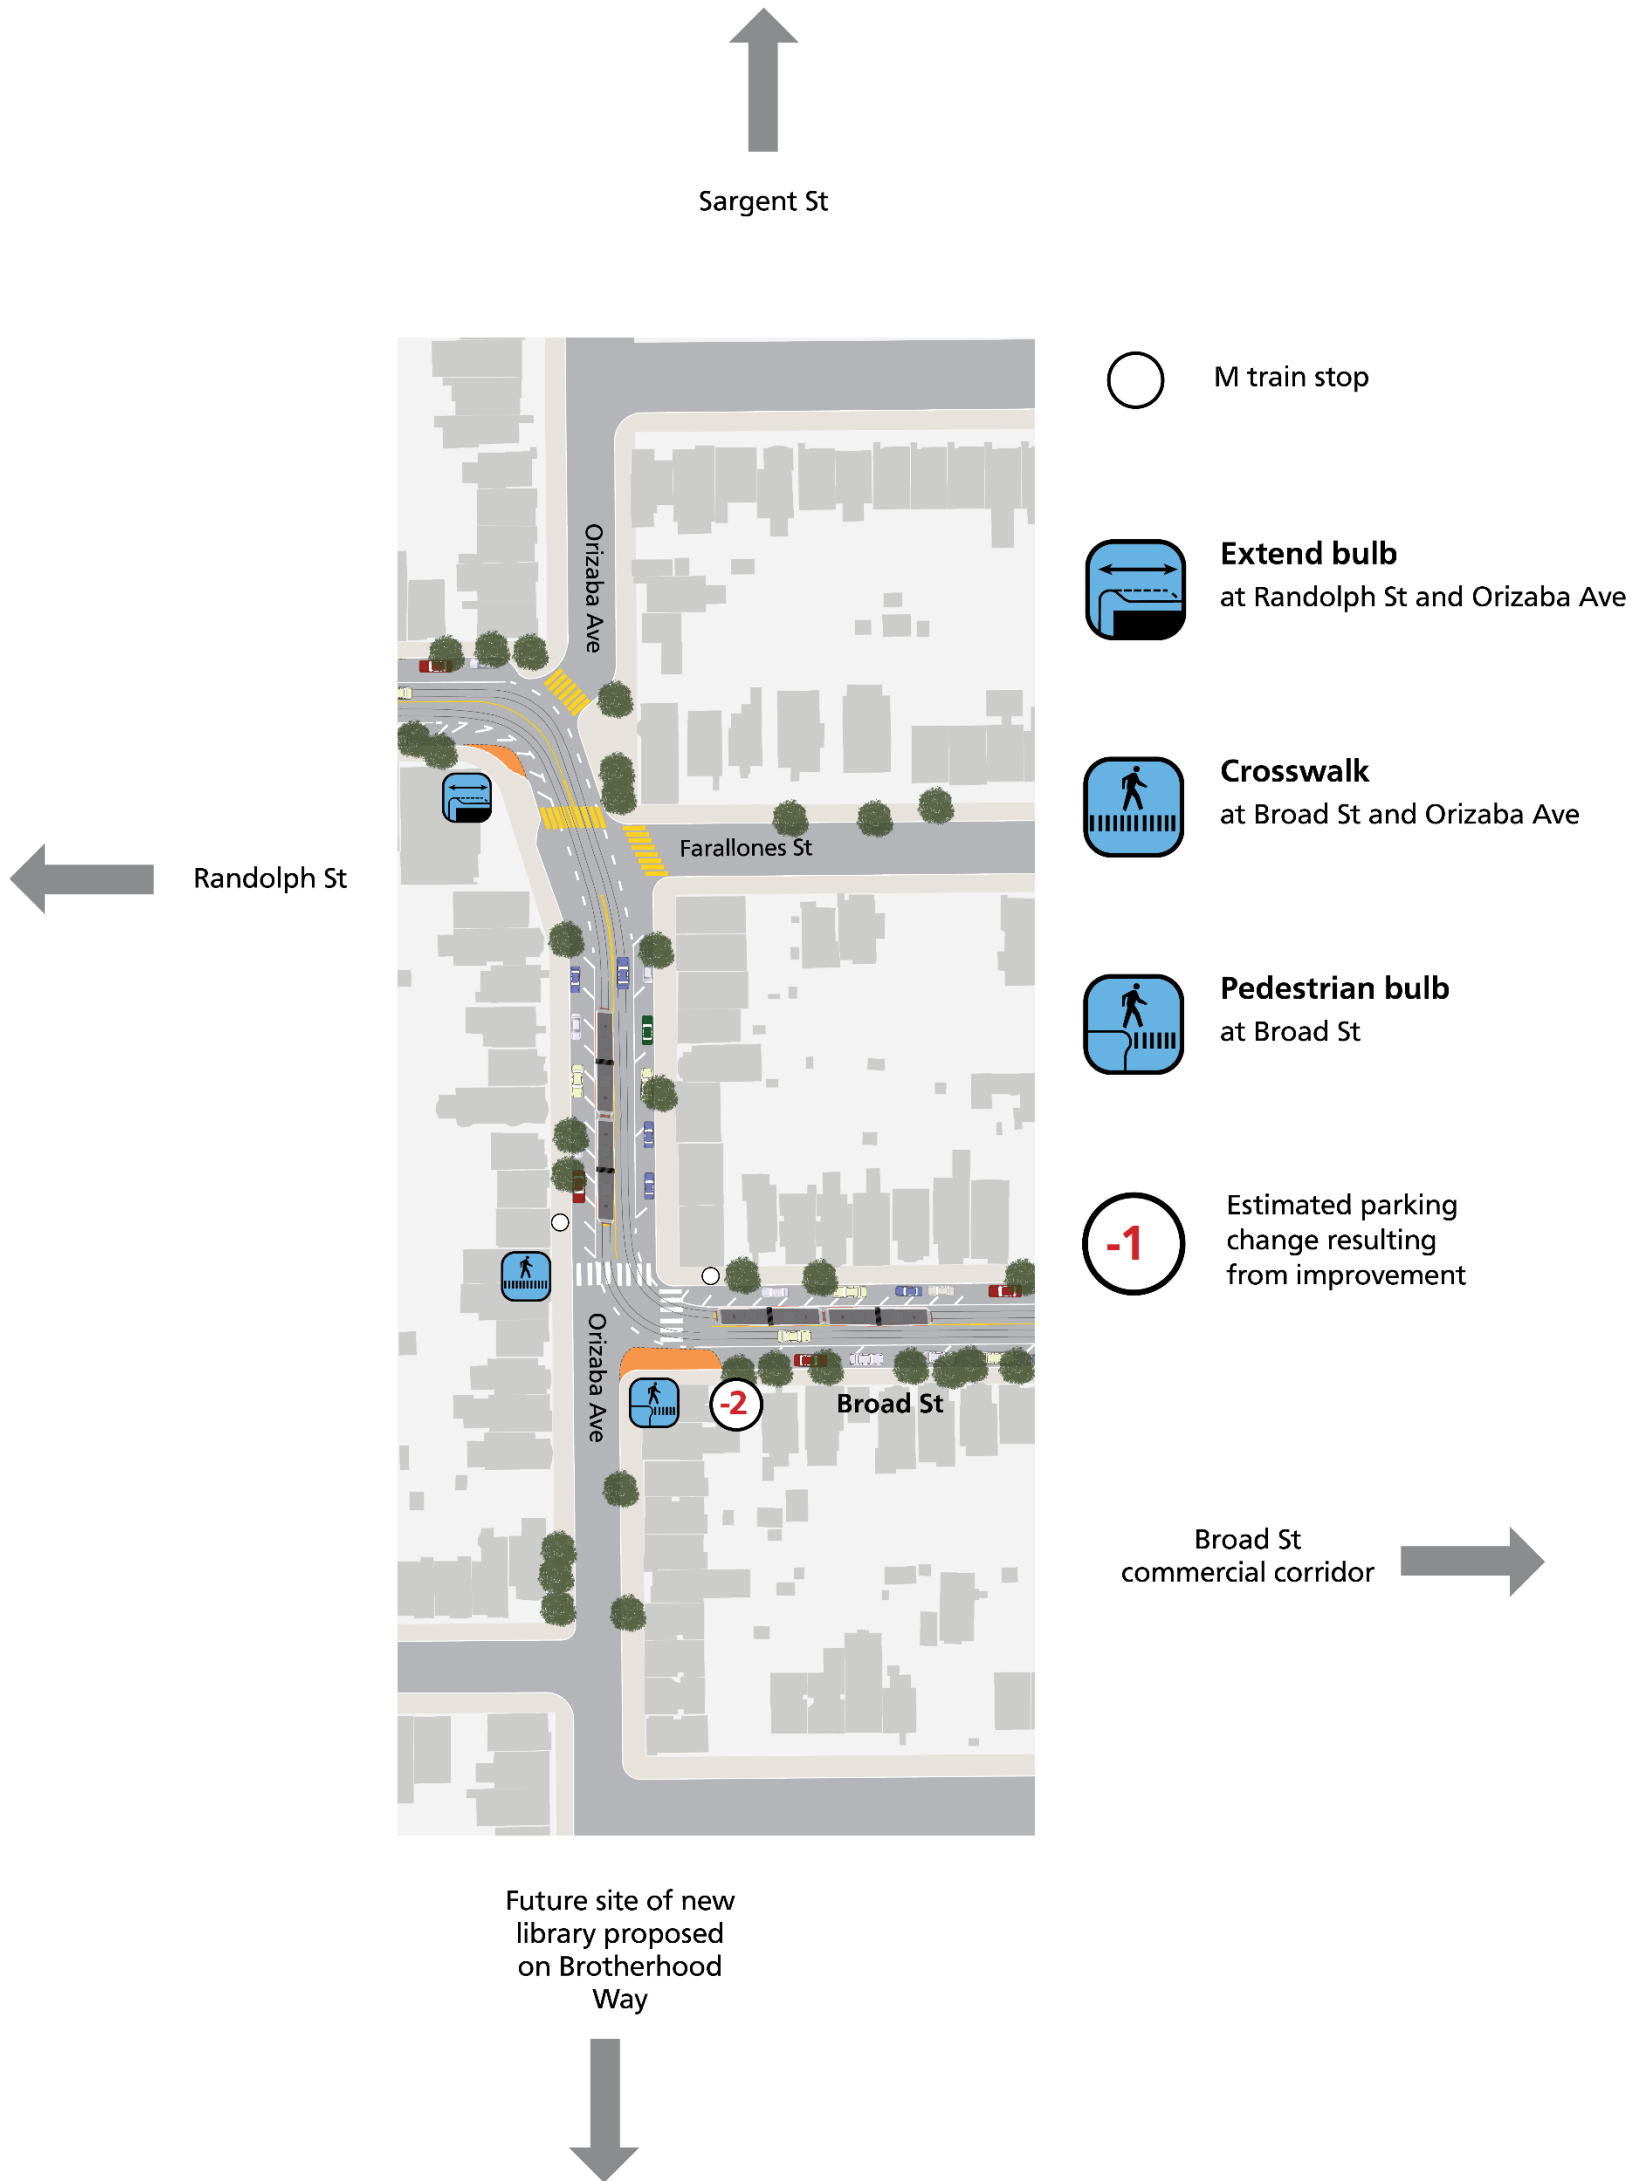 Sargent St
M train stop
Extend bulb
at Randolph St and Orizaba Ave
Orizaba Ave
Crosswalk
at Broad St and Orizaba Ave
Farallones St
Randolph St
Pedestrian bulb
at Broad St
-1
Estimated parking
change resulting
from improvement
Orizaba Ave
-2
Broad St
Broad St
commercial corridor
Future site of new
library proposed
on Brotherhood
Way